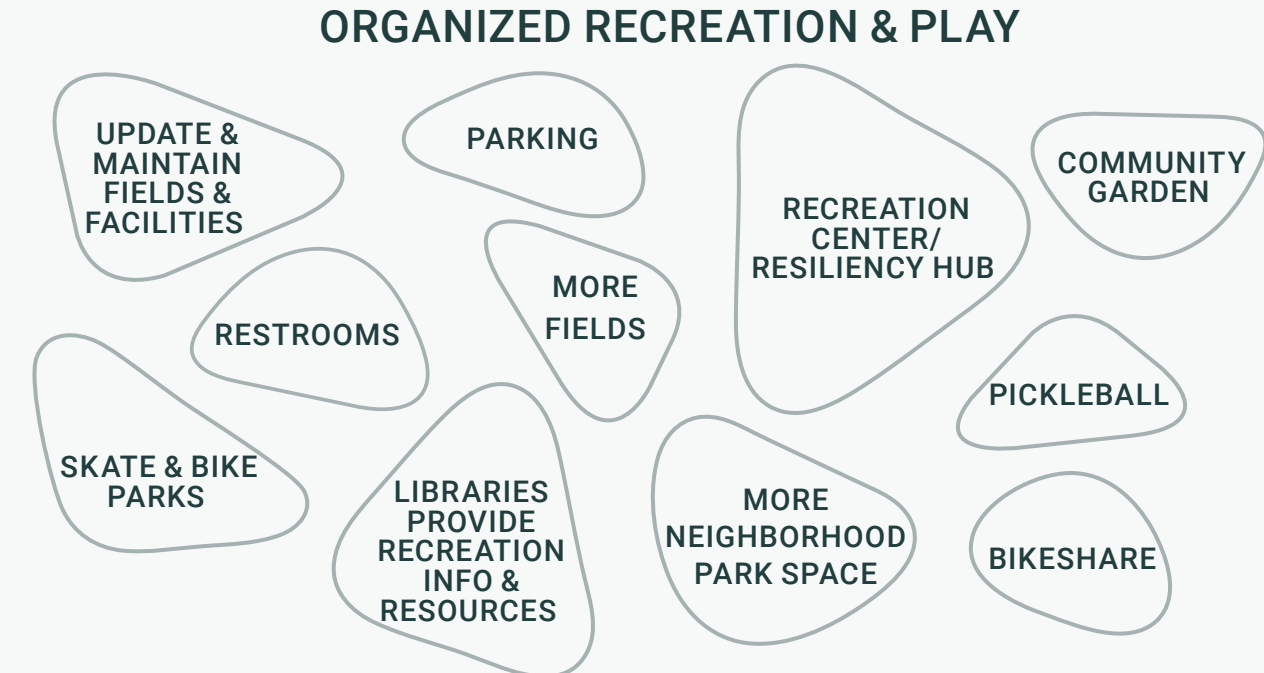 ORGANIZED RECREATION & PLAY
UPDATE &
MAINTAIN
FIELDS &
FACILITIES
PARKING
RECREATION
CENTER/
RESILIENCY HUB
COMMUNITY
GARDEN
RESTROOMS
MORE
FIELDS
PICKLEBALL
SKATE & BIKE
PARKS
LIBRARIES
PROVIDE
RECREATION
INFO &
RESOURCES
MORE
NEIGHBORHOOD
PARK SPACE
BIKESHARE